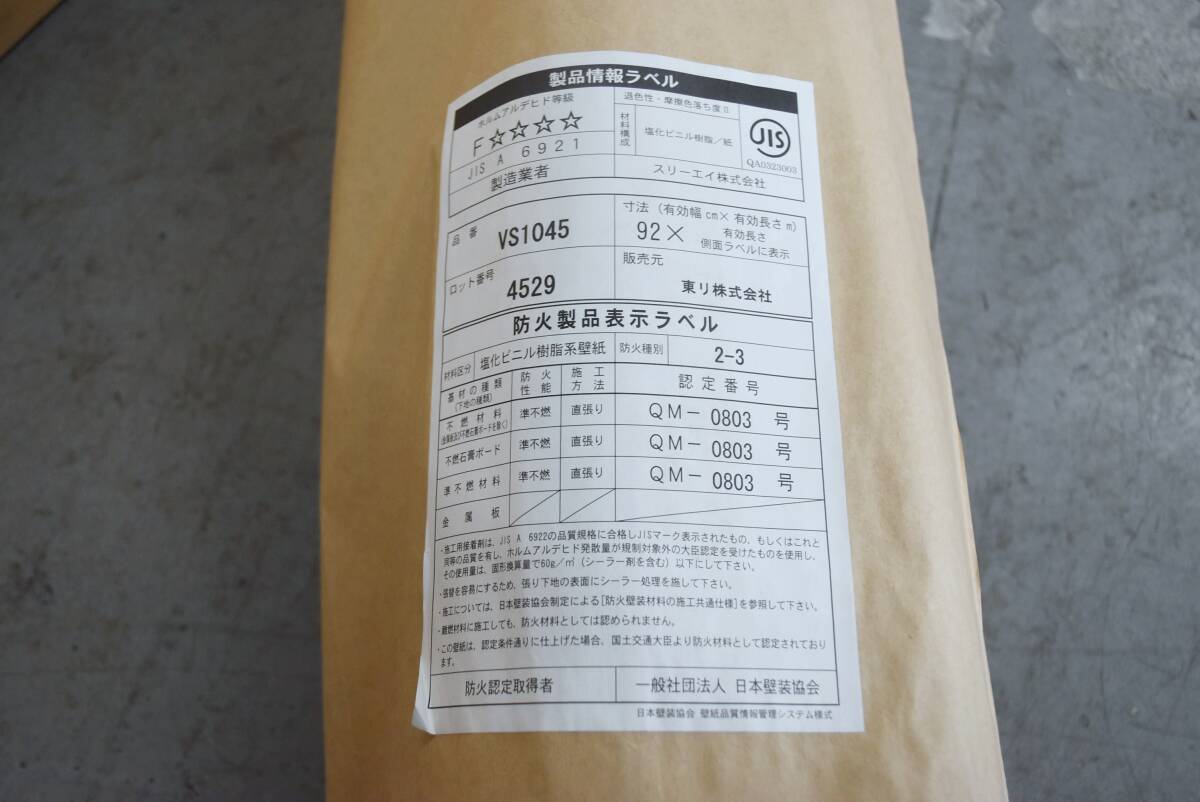 製品情報ラベル
ホルムアルデヒド等級
F☆☆☆☆
JIS A 6921
退色性・摩擦色落ち度Ⅱ
材料構成
塩化ビニル樹脂／紙
JIS
QA0323003
製造業者
スリーエイ株式会社
品番
VS1045
寸法（有効幅cm×有効長さm）
92×
有効長さ
側面ラベルに表示
ロット番号
4529
販売元
東リ株式会社
防火製品表示ラベル
材料区分
塩化ビニル樹脂系壁紙
防火種別
2-3
基材の種類
（下地の種類）
防火性能
施工方法
認定番号
不燃材料
(金属板及び不燃石膏ボードを除く)
準不燃
直張り
QM－0803 号
不燃石膏ボード
準不燃
直張り
QM－0803 号
準不燃材料
準不燃
直張り
QM－0803 号
金属板
・施工用接着剤は、JIS A 6922の品質規格に合格しJISマーク表示されたもの、もしくはこれと
同等の品質を有し、ホルムアルデヒド発散量が規制対象外の大臣認定を受けたものを使用し、
その使用量は、固形換算量で60g／㎡（シーラー剤を含む）以下にして下さい。
・張替を容易にするため、張り下地の表面にシーラー処理を施して下さい。
・施工については、日本壁装協会制定による[防火壁装材料の施工共通仕様]を参照して下さい。
・難燃材料に施工しても、防火材料としては認められません。
・この壁紙は、認定条件通りに仕上げた場合、国土交通大臣より防火材料として認定されており
ます。
防火認定取得者
一般社団法人 日本壁装協会
日本壁装協会 壁紙品質情報管理システム様式